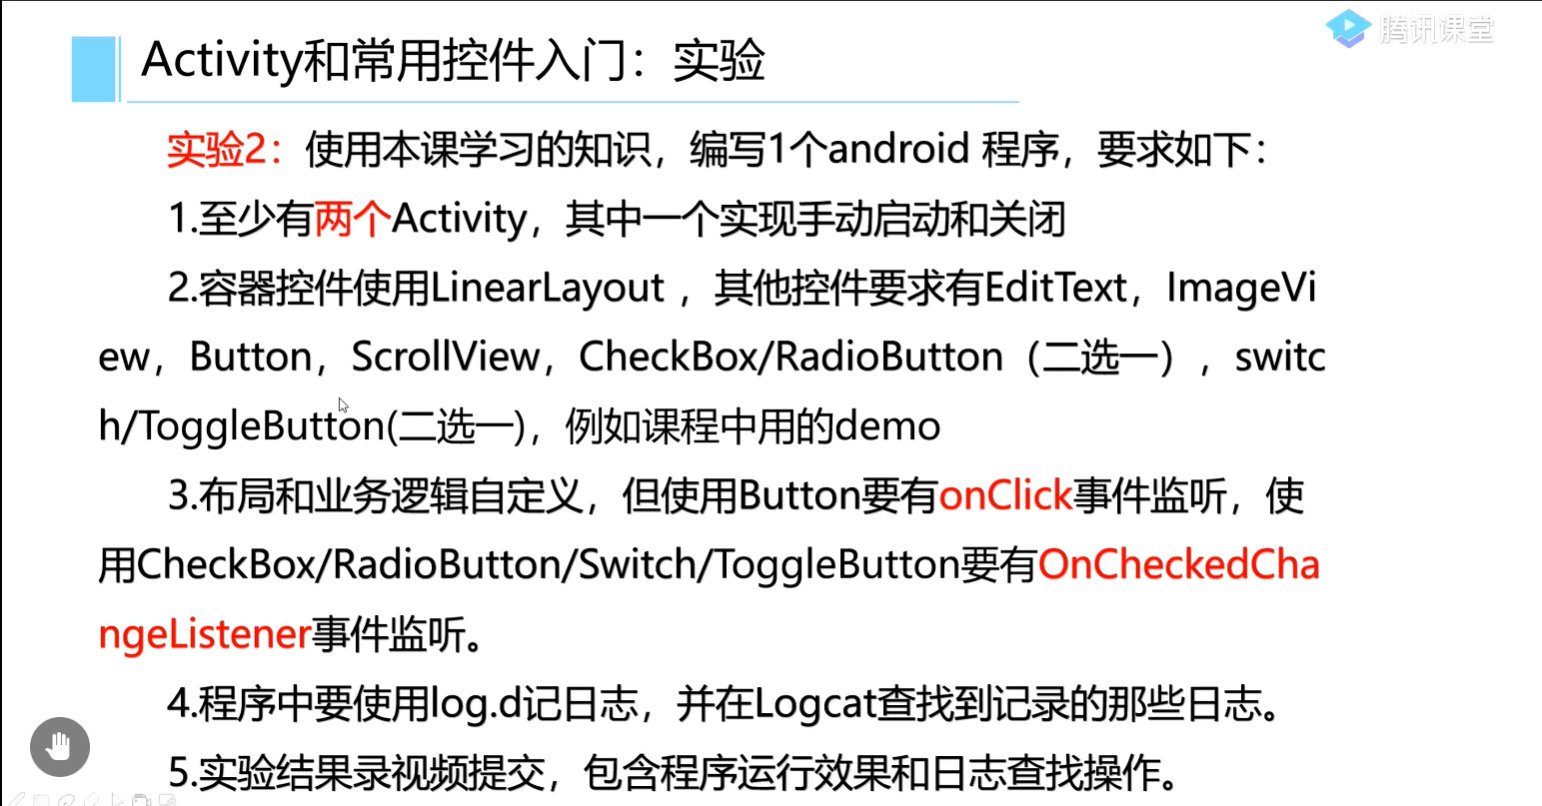 腾讯课堂
Activity和常用控件入门：实验
实验2：使用本课学习的知识，编写1个android 程序，要求如下：
1.至少有两个Activity，其中一个实现手动启动和关闭
2.容器控件使用LinearLayout ，其他控件要求有EditText，ImageVi
ew，Button，ScrollView，CheckBox/RadioButton（二选一），switc
h/ToggleButton(二选一)，例如课程中用的demo
3.布局和业务逻辑自定义，但使用Button要有onClick事件监听，使
用CheckBox/RadioButton/Switch/ToggleButton要有OnCheckedCha
ngeListener事件监听。
4.程序中要使用log.d记日志，并在Logcat查找到记录的那些日志。
5.实验结果录视频提交，包含程序运行效果和日志查找操作。